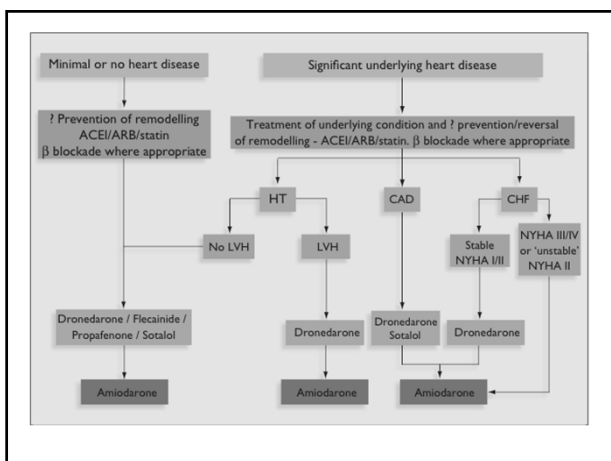 Minimal or no heart disease
Significant underlying heart disease
? Prevention of remodelling
ACEI/ARB/statin
β blockade where appropriate
Treatment of underlying condition and ? prevention/reversal
of remodelling - ACEI/ARB/statin. β blockade where appropriate
HT
CAD
CHF
No LVH
LVH
Stable
NYHA I/II
NYHA III/IV
or 'unstable'
NYHA II
Dronedarone / Flecainide /
Propafenone / Sotalol
Dronedarone
Dronedarone
Sotalol
Dronedarone
Amiodarone
Amiodarone
Amiodarone